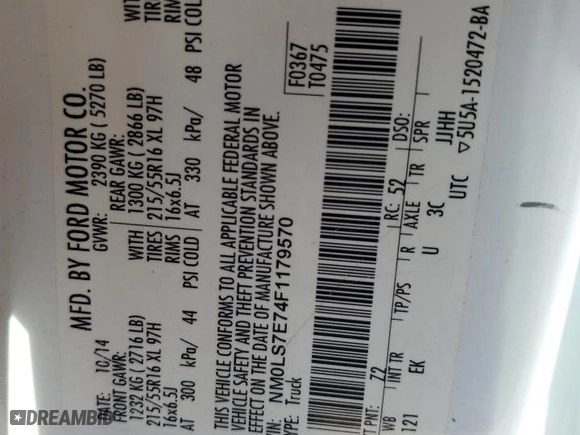 MFD. BY FORD MOTOR CO.
DATE: 10/14 GVWR: 2390 KG ( 5270 LB)
FRONT GAWR: REAR GAWR:
1232 KG ( 2716 LB) WITH 1300 KG ( 2866 LB) WIT
215/55R16 XL 97H TIRES 215/55R16 XL 97H TIRE
16x6.5J RIMS 16x6.5J RIM
AT 300 kPa/ 44 PSI COLD AT 330 kPa/ 48 PSI COL
THIS VEHICLE CONFORMS TO ALL APPLICABLE FEDERAL MOTOR
VEHICLE SAFETY AND THEFT PREVENTION STANDARDS IN
EFFECT ON THE DATE OF MANUFACTURE SHOWN ABOVE.
VIN: NM0LS7E74F1179570
TYPE: Truck
F0367
T0475
EXT PNT: YZ RC: 52 DSO:
WB INT TR TP/PS R AXLE TR SPR
121 EK U 3C JJHH
UTC ▽5U5A-1520472-BA
DREAMBID